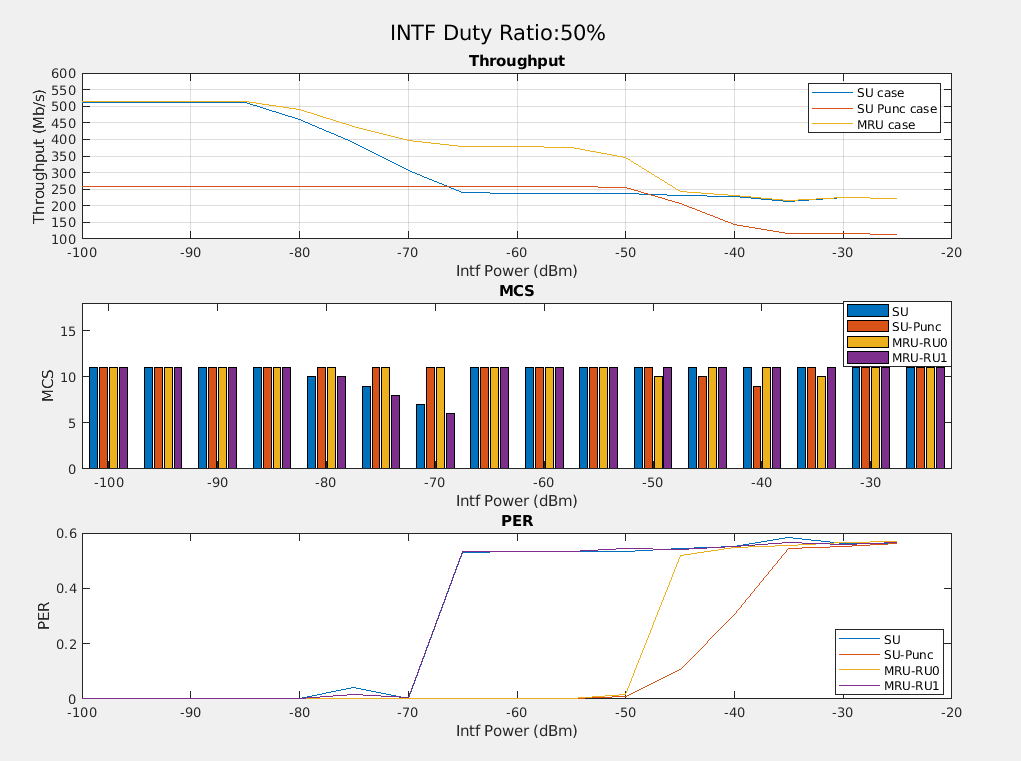 INTF Duty Ratio:50%
Throughput
600
550
500
450
400
350
300
250
200
150
100
Throughput (Mb/s)
SU case
SU Punc case
MRU case
-100 -90 -80 -70 -60 -50 -40 -30 -20
Intf Power (dBm)
MCS
15
10
5
0
MCS
SU
SU-Punc
MRU-RU0
MRU-RU1
-100 -90 -80 -70 -60 -50 -40 -30
Intf Power (dBm)
PER
0.6
0.4
0.2
0
PER
SU
SU-Punc
MRU-RU0
MRU-RU1
-100 -90 -80 -70 -60 -50 -40 -30 -20
Intf Power (dBm)